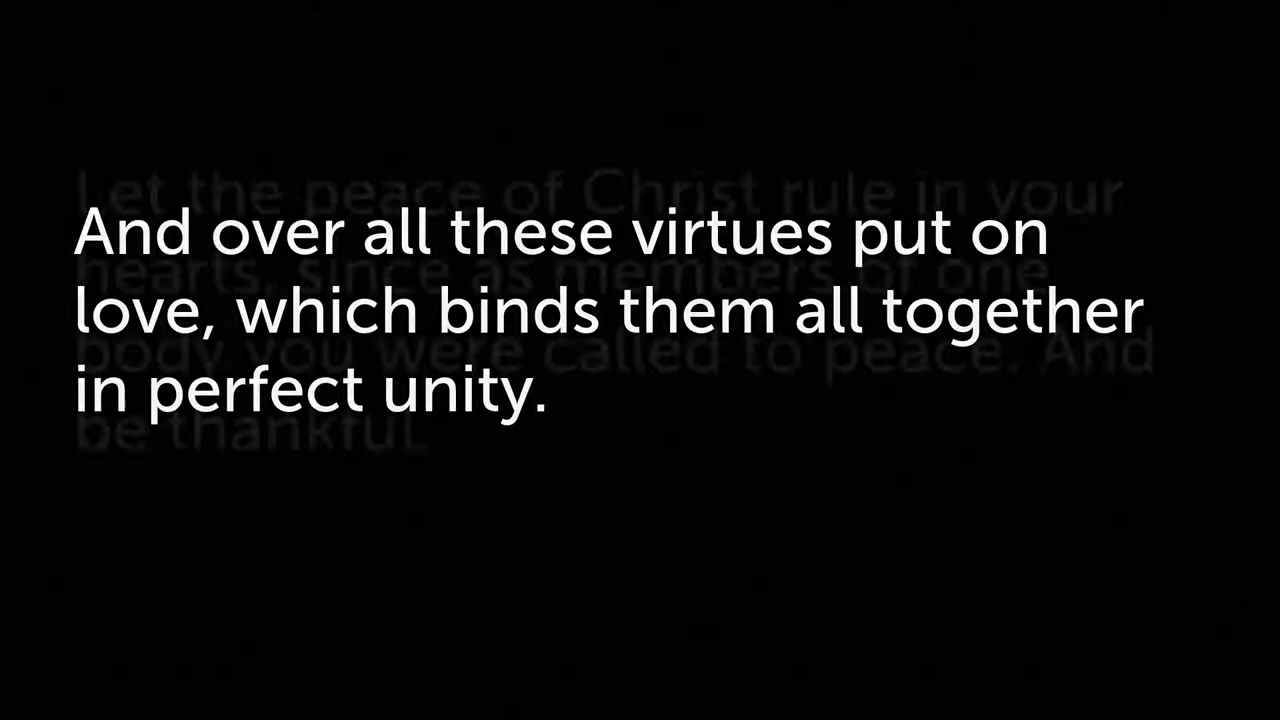 And over all these virtues put on
love, which binds them all together
in perfect unity.
Let the peace of Christ rule in your
hearts, since as members of one
body you were called to peace. And
be thankful.